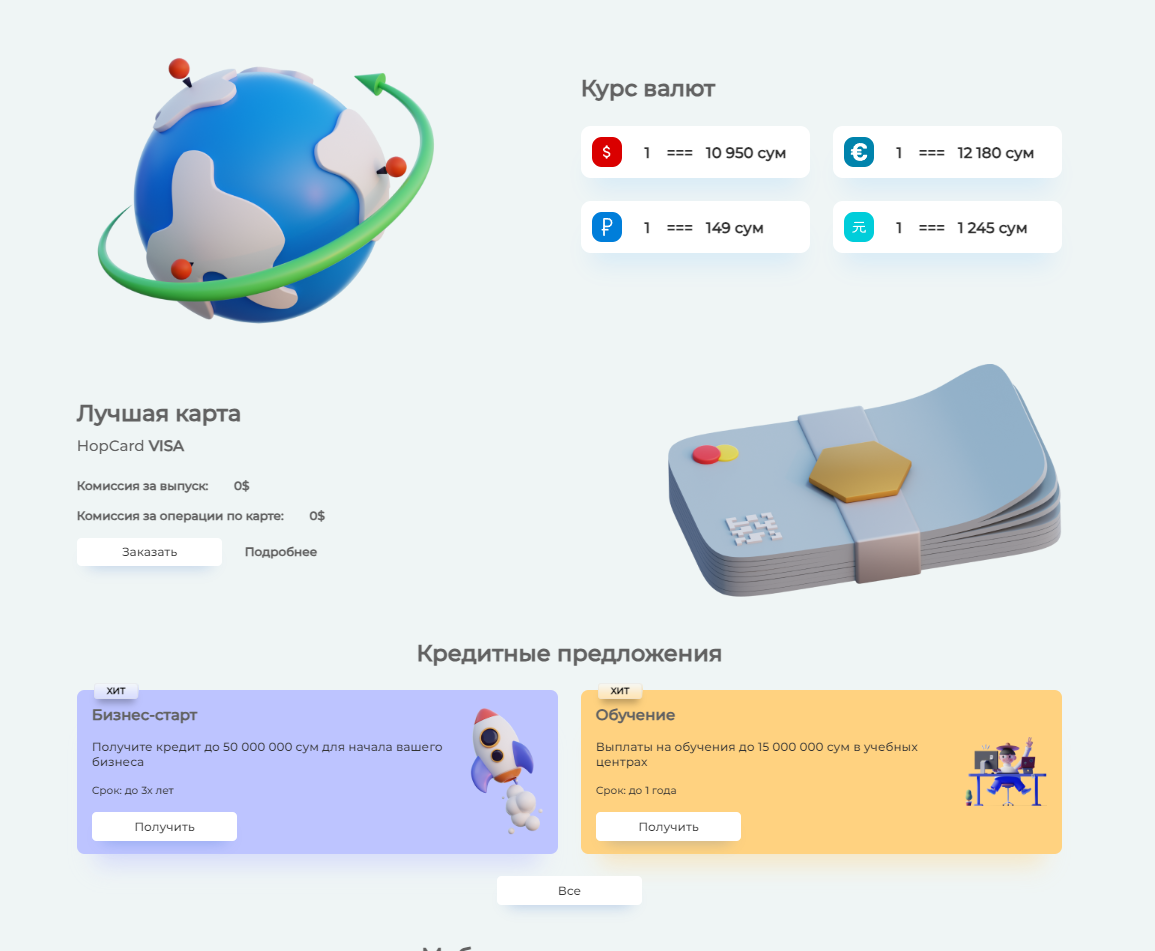 Курс валют
$ 1 === 10 950 сум
€ 1 === 12 180 сум
₽ 1 === 149 сум
元 1 === 1 245 сум
Лучшая карта
HopCard VISA
Комиссия за выпуск: 0$
Комиссия за операции по карте: 0$
Заказать Подробнее
Кредитные предложения
ХИТ
Бизнес-старт
Получите кредит до 50 000 000 сум для начала вашего
бизнеса
Срок: до 3х лет
Получить
ХИТ
Обучение
Выплаты на обучения до 15 000 000 сум в учебных
центрах
Срок: до 1 года
Получить
Все